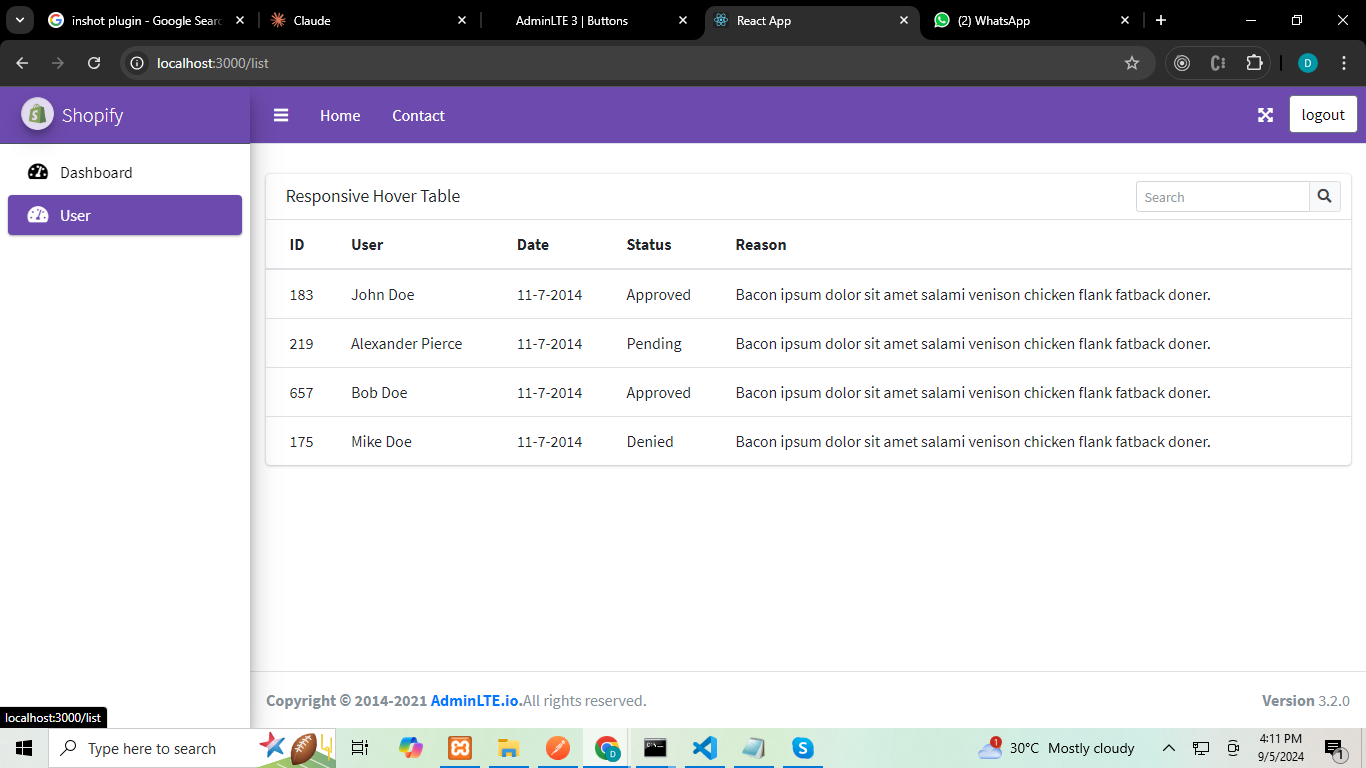 inshot plugin - Google Searc
Claude
AdminLTE 3 | Buttons
React App
(2) WhatsApp
localhost:3000/list
D
Shopify
Home
Contact
logout
Dashboard
User
Responsive Hover Table
Search
ID User Date Status Reason
183 John Doe 11-7-2014 Approved Bacon ipsum dolor sit amet salami venison chicken flank fatback doner.
219 Alexander Pierce 11-7-2014 Pending Bacon ipsum dolor sit amet salami venison chicken flank fatback doner.
657 Bob Doe 11-7-2014 Approved Bacon ipsum dolor sit amet salami venison chicken flank fatback doner.
175 Mike Doe 11-7-2014 Denied Bacon ipsum dolor sit amet salami venison chicken flank fatback doner.
Copyright © 2014-2021 AdminLTE.io.All rights reserved.
Version 3.2.0
localhost:3000/list
Type here to search
1
30°C Mostly cloudy
4:11 PM
9/5/2024
1